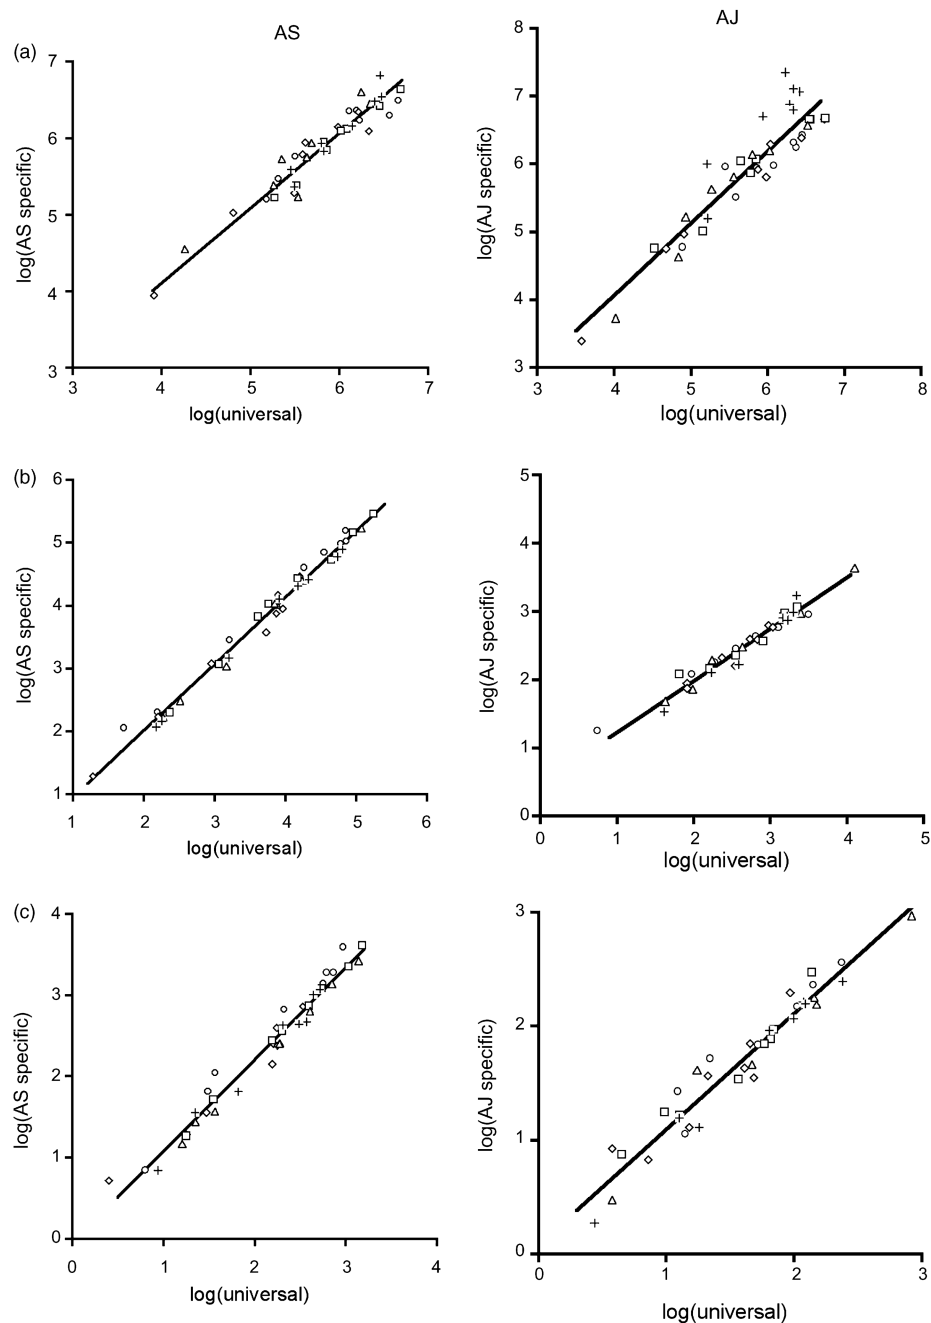 AS
AJ
(a)
log(AS specific)
7
6
5
4
3
3 4 5 6 7
log(universal)
log(AJ specific)
8
7
6
5
4
3
3 4 5 6 7 8
log(universal)
(b)
log(AS specific)
6
5
4
3
2
1
1 2 3 4 5 6
log(universal)
log(AJ specific)
5
4
3
2
1
0
0 1 2 3 4 5
log(universal)
(c)
log(AS specific)
4
3
2
1
0
0 1 2 3 4
log(universal)
log(AJ specific)
3
2
1
0
0 1 2 3
log(universal)